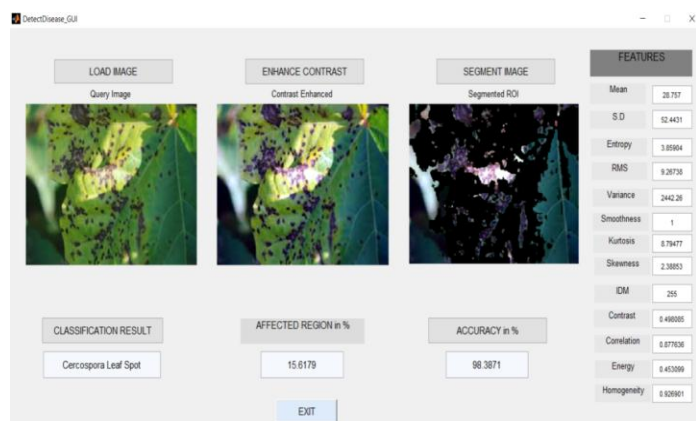 DetectDisease_GUI
LOAD IMAGE
ENHANCE CONTRAST
SEGMENT IMAGE
Query Image
Contrast Enhanced
Segmented ROI
CLASSIFICATION RESULT
AFFECTED REGION in %
ACCURACY in %
Cercospora Leaf Spot
15.6179
98.3871
EXIT
FEATURES
Mean 28.757
S.D 52.4431
Entropy 3.85904
RMS 9.26738
Variance 2442.26
Smoothness 1
Kurtosis 8.79477
Skewness 2.38853
IDM 255
Contrast 0.498085
Correlation 0.877636
Energy 0.453099
Homogeneity 0.926901